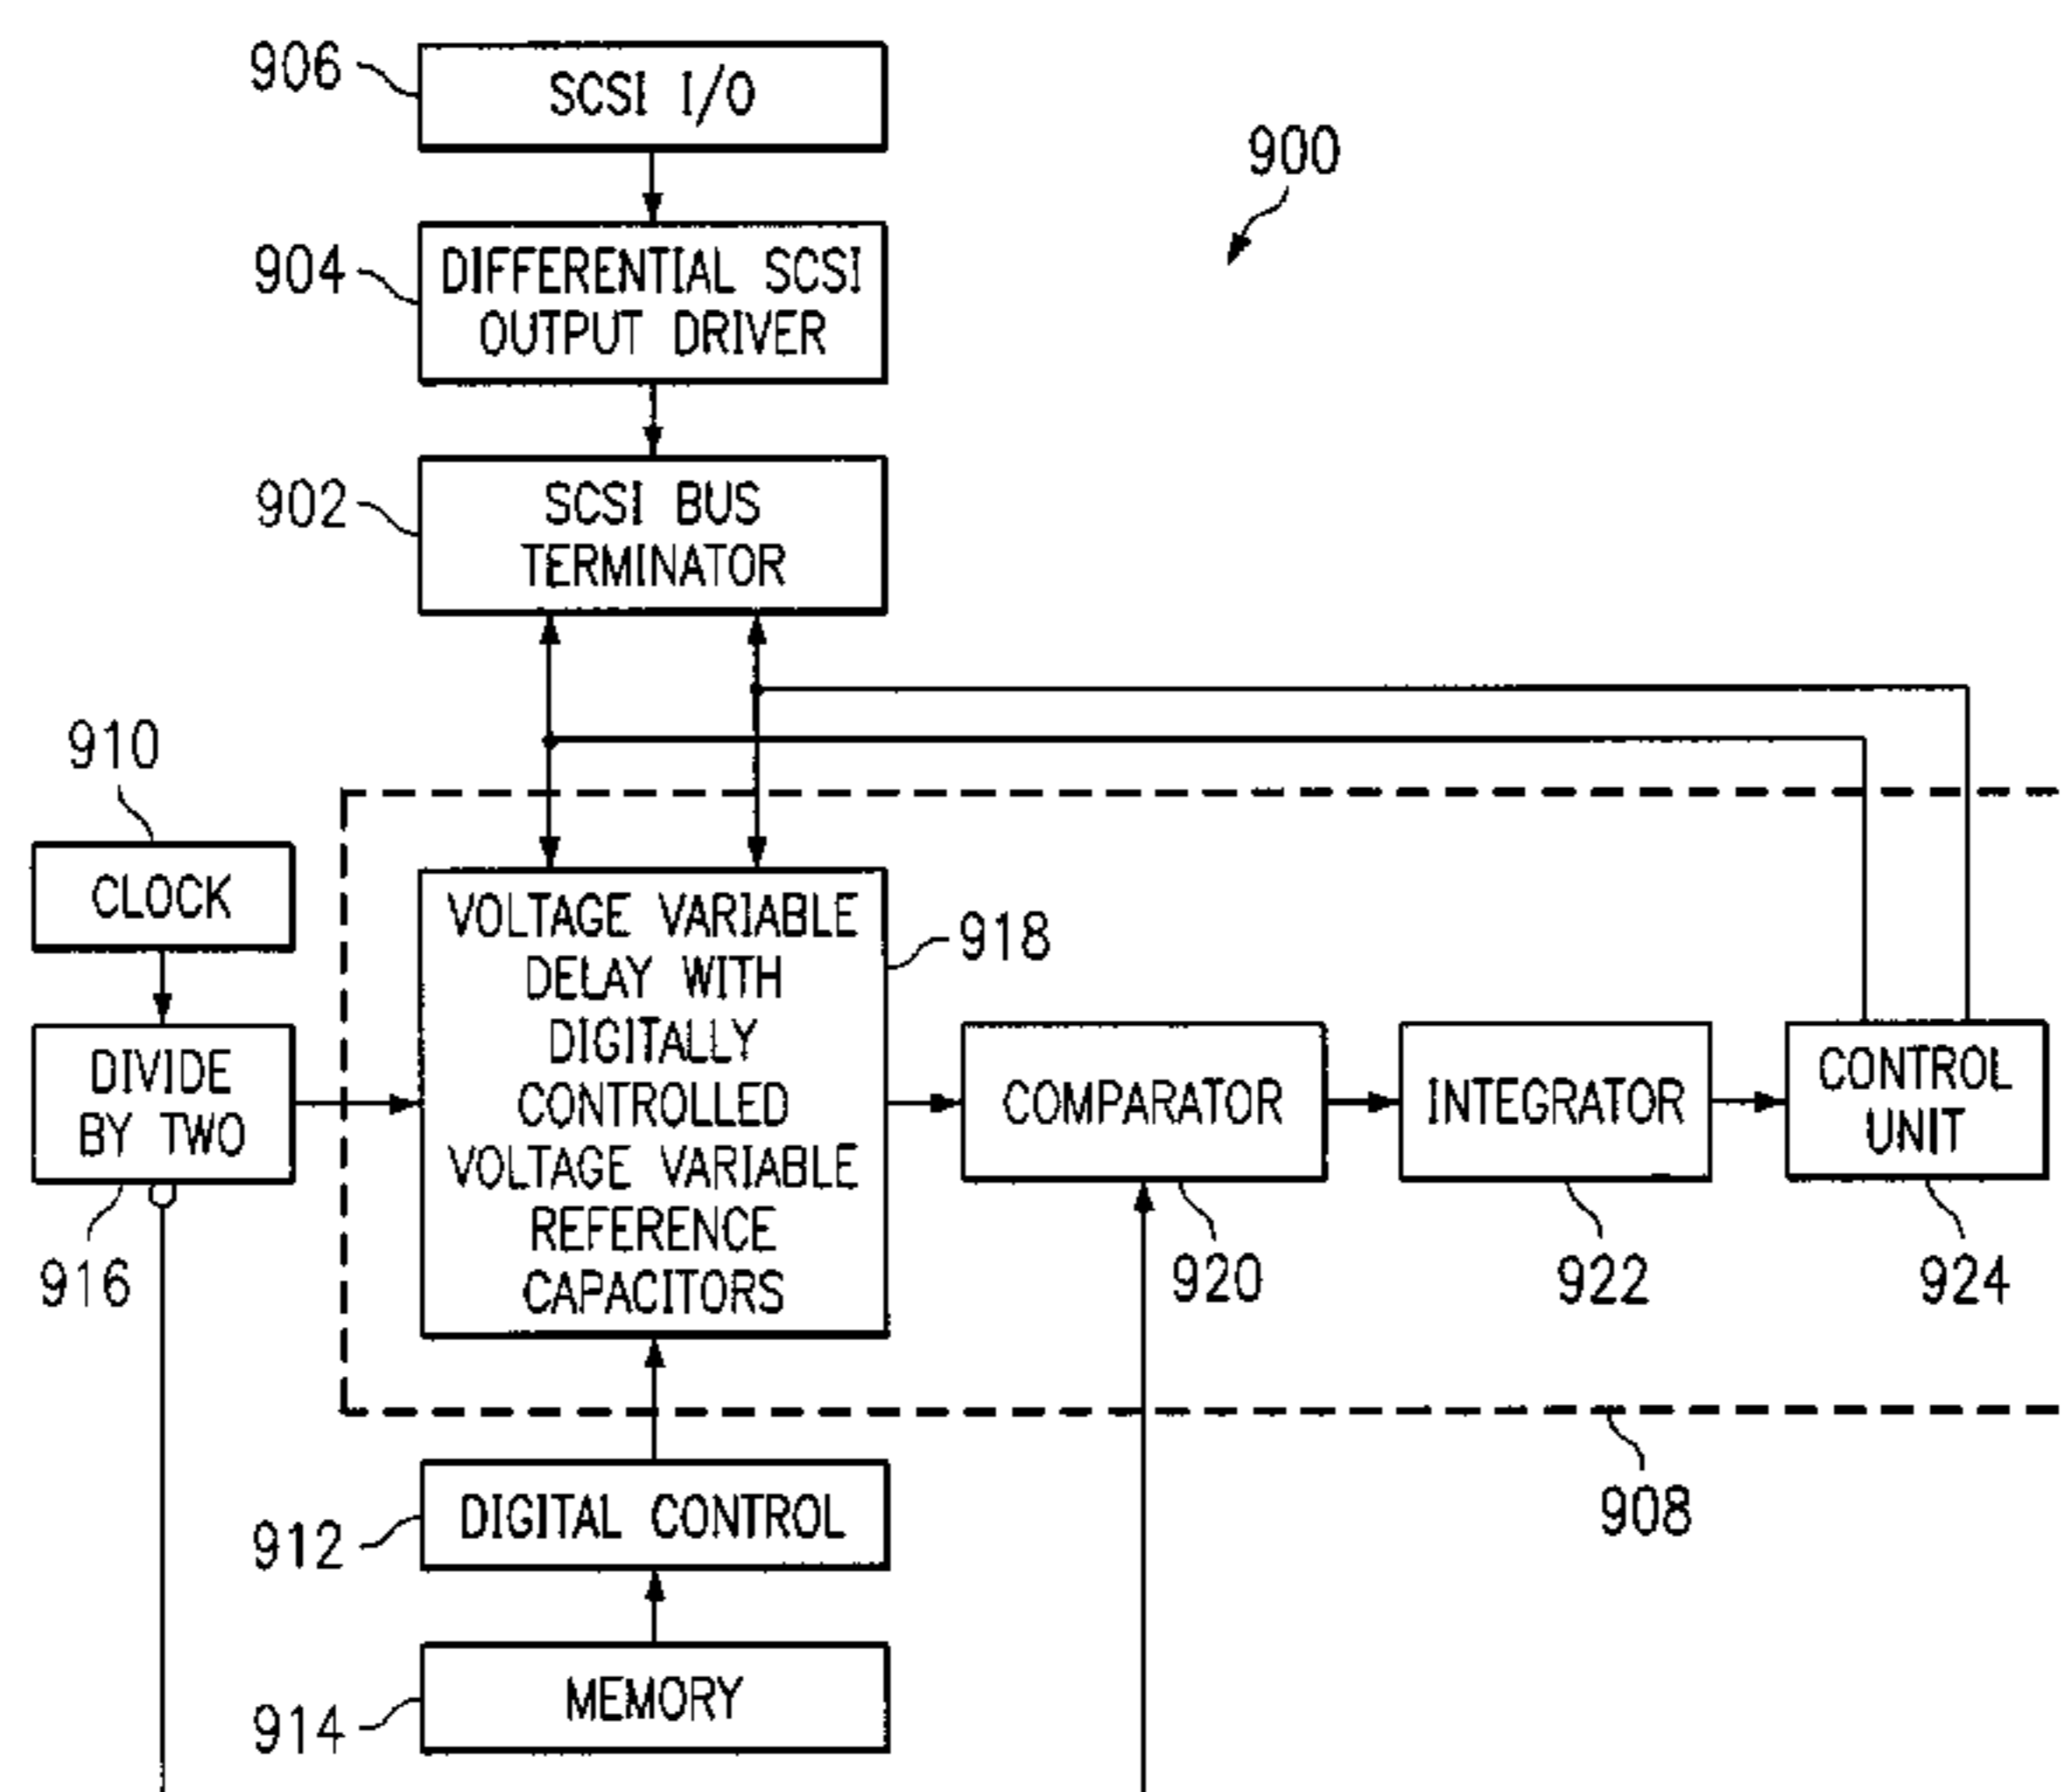 906
SCSI I/O
900
904
DIFFERENTIAL SCSI
OUTPUT DRIVER
902
SCSI BUS
TERMINATOR
910
CLOCK
DIVIDE
BY TWO
916
VOLTAGE VARIABLE
DELAY WITH
DIGITALLY
CONTROLLED
VOLTAGE VARIABLE
REFERENCE
CAPACITORS
918
COMPARATOR
920
INTEGRATOR
922
CONTROL
UNIT
924
908
912
DIGITAL CONTROL
914
MEMORY